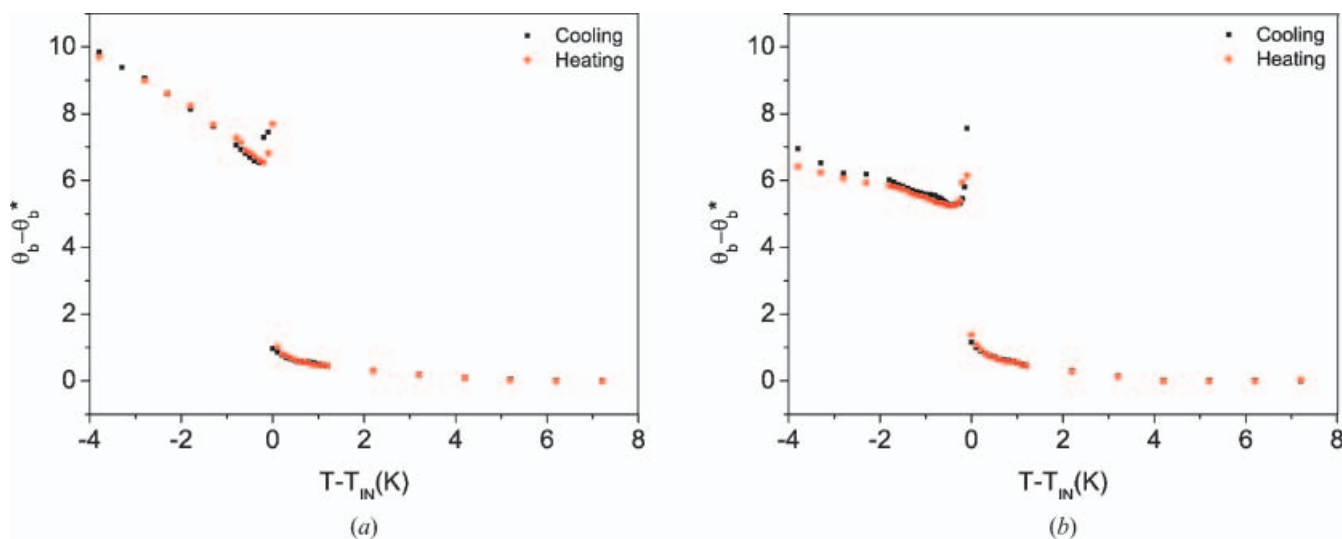 10
8
6
4
2
0
θb–θb*
-4 -2 0 2 4 6 8
T-TIN(K)
Cooling
Heating
(a)
10
8
6
4
2
0
θb–θb*
-4 -2 0 2 4 6 8
T-TIN(K)
Cooling
Heating
(b)